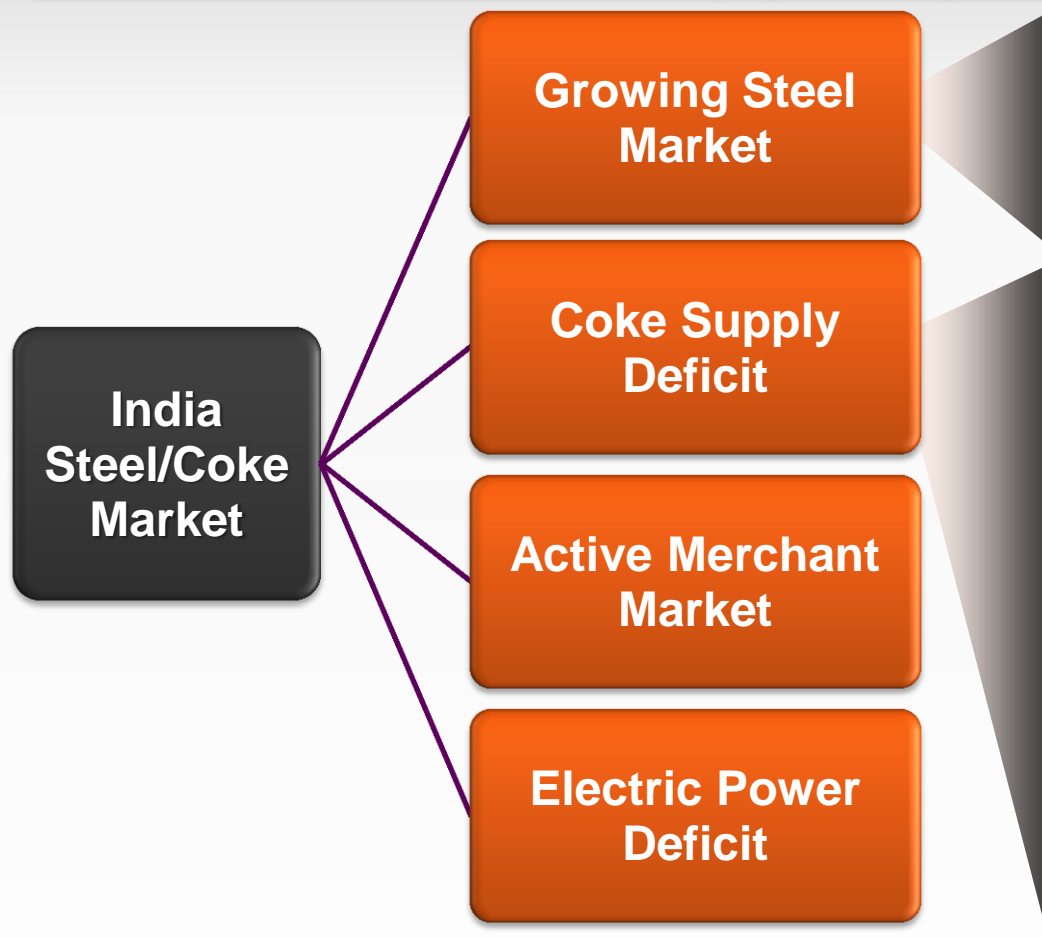 Growing Steel
Market
Coke Supply
Deficit
India
Steel/Coke
Market
Active Merchant
Market
Electric Power
Deficit